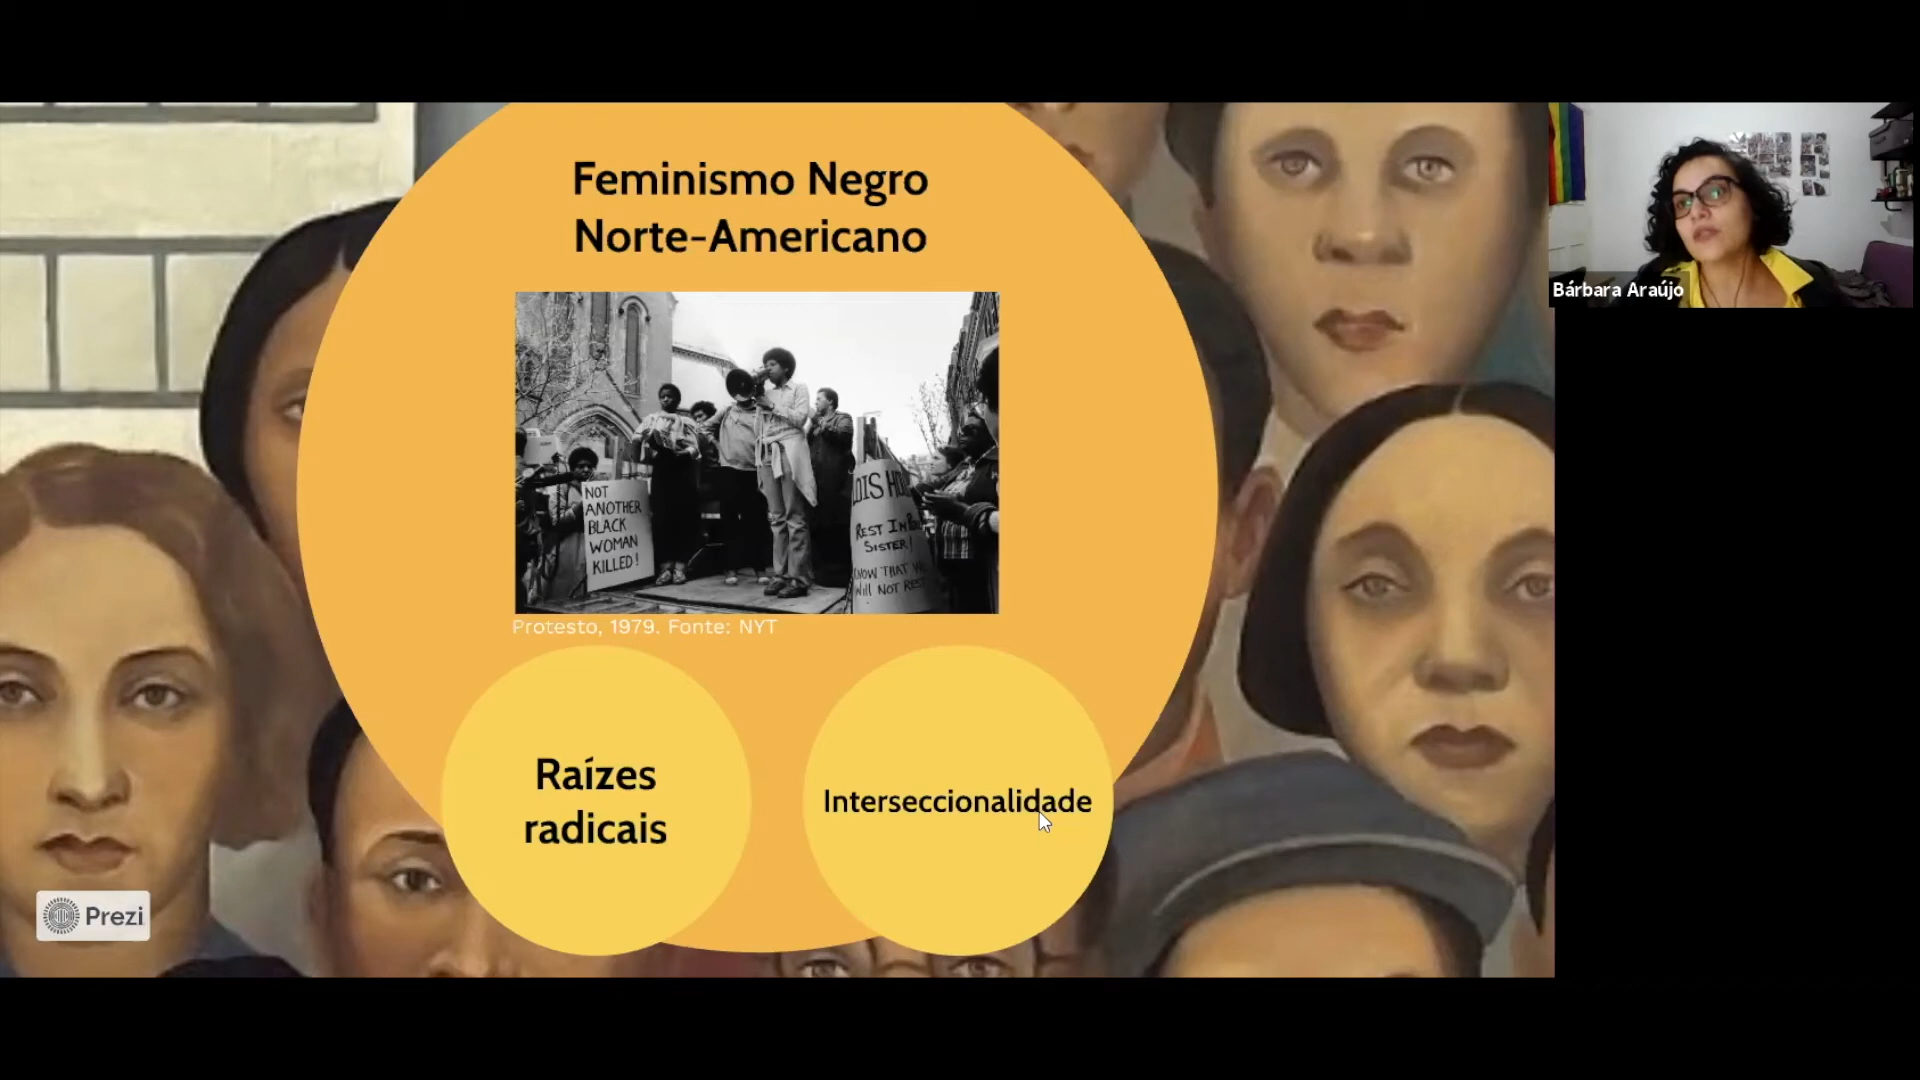 Feminismo Negro
Norte-Americano
NOT
ANOTHER
BLACK
WOMAN
KILLED!
REST IN
SISTER!
KNOW THAT
WILL NOT REST
Protesto, 1979. Fonte: NYT
Raízes
radicais
Interseccionalidade
Prezi
Bárbara Araújo